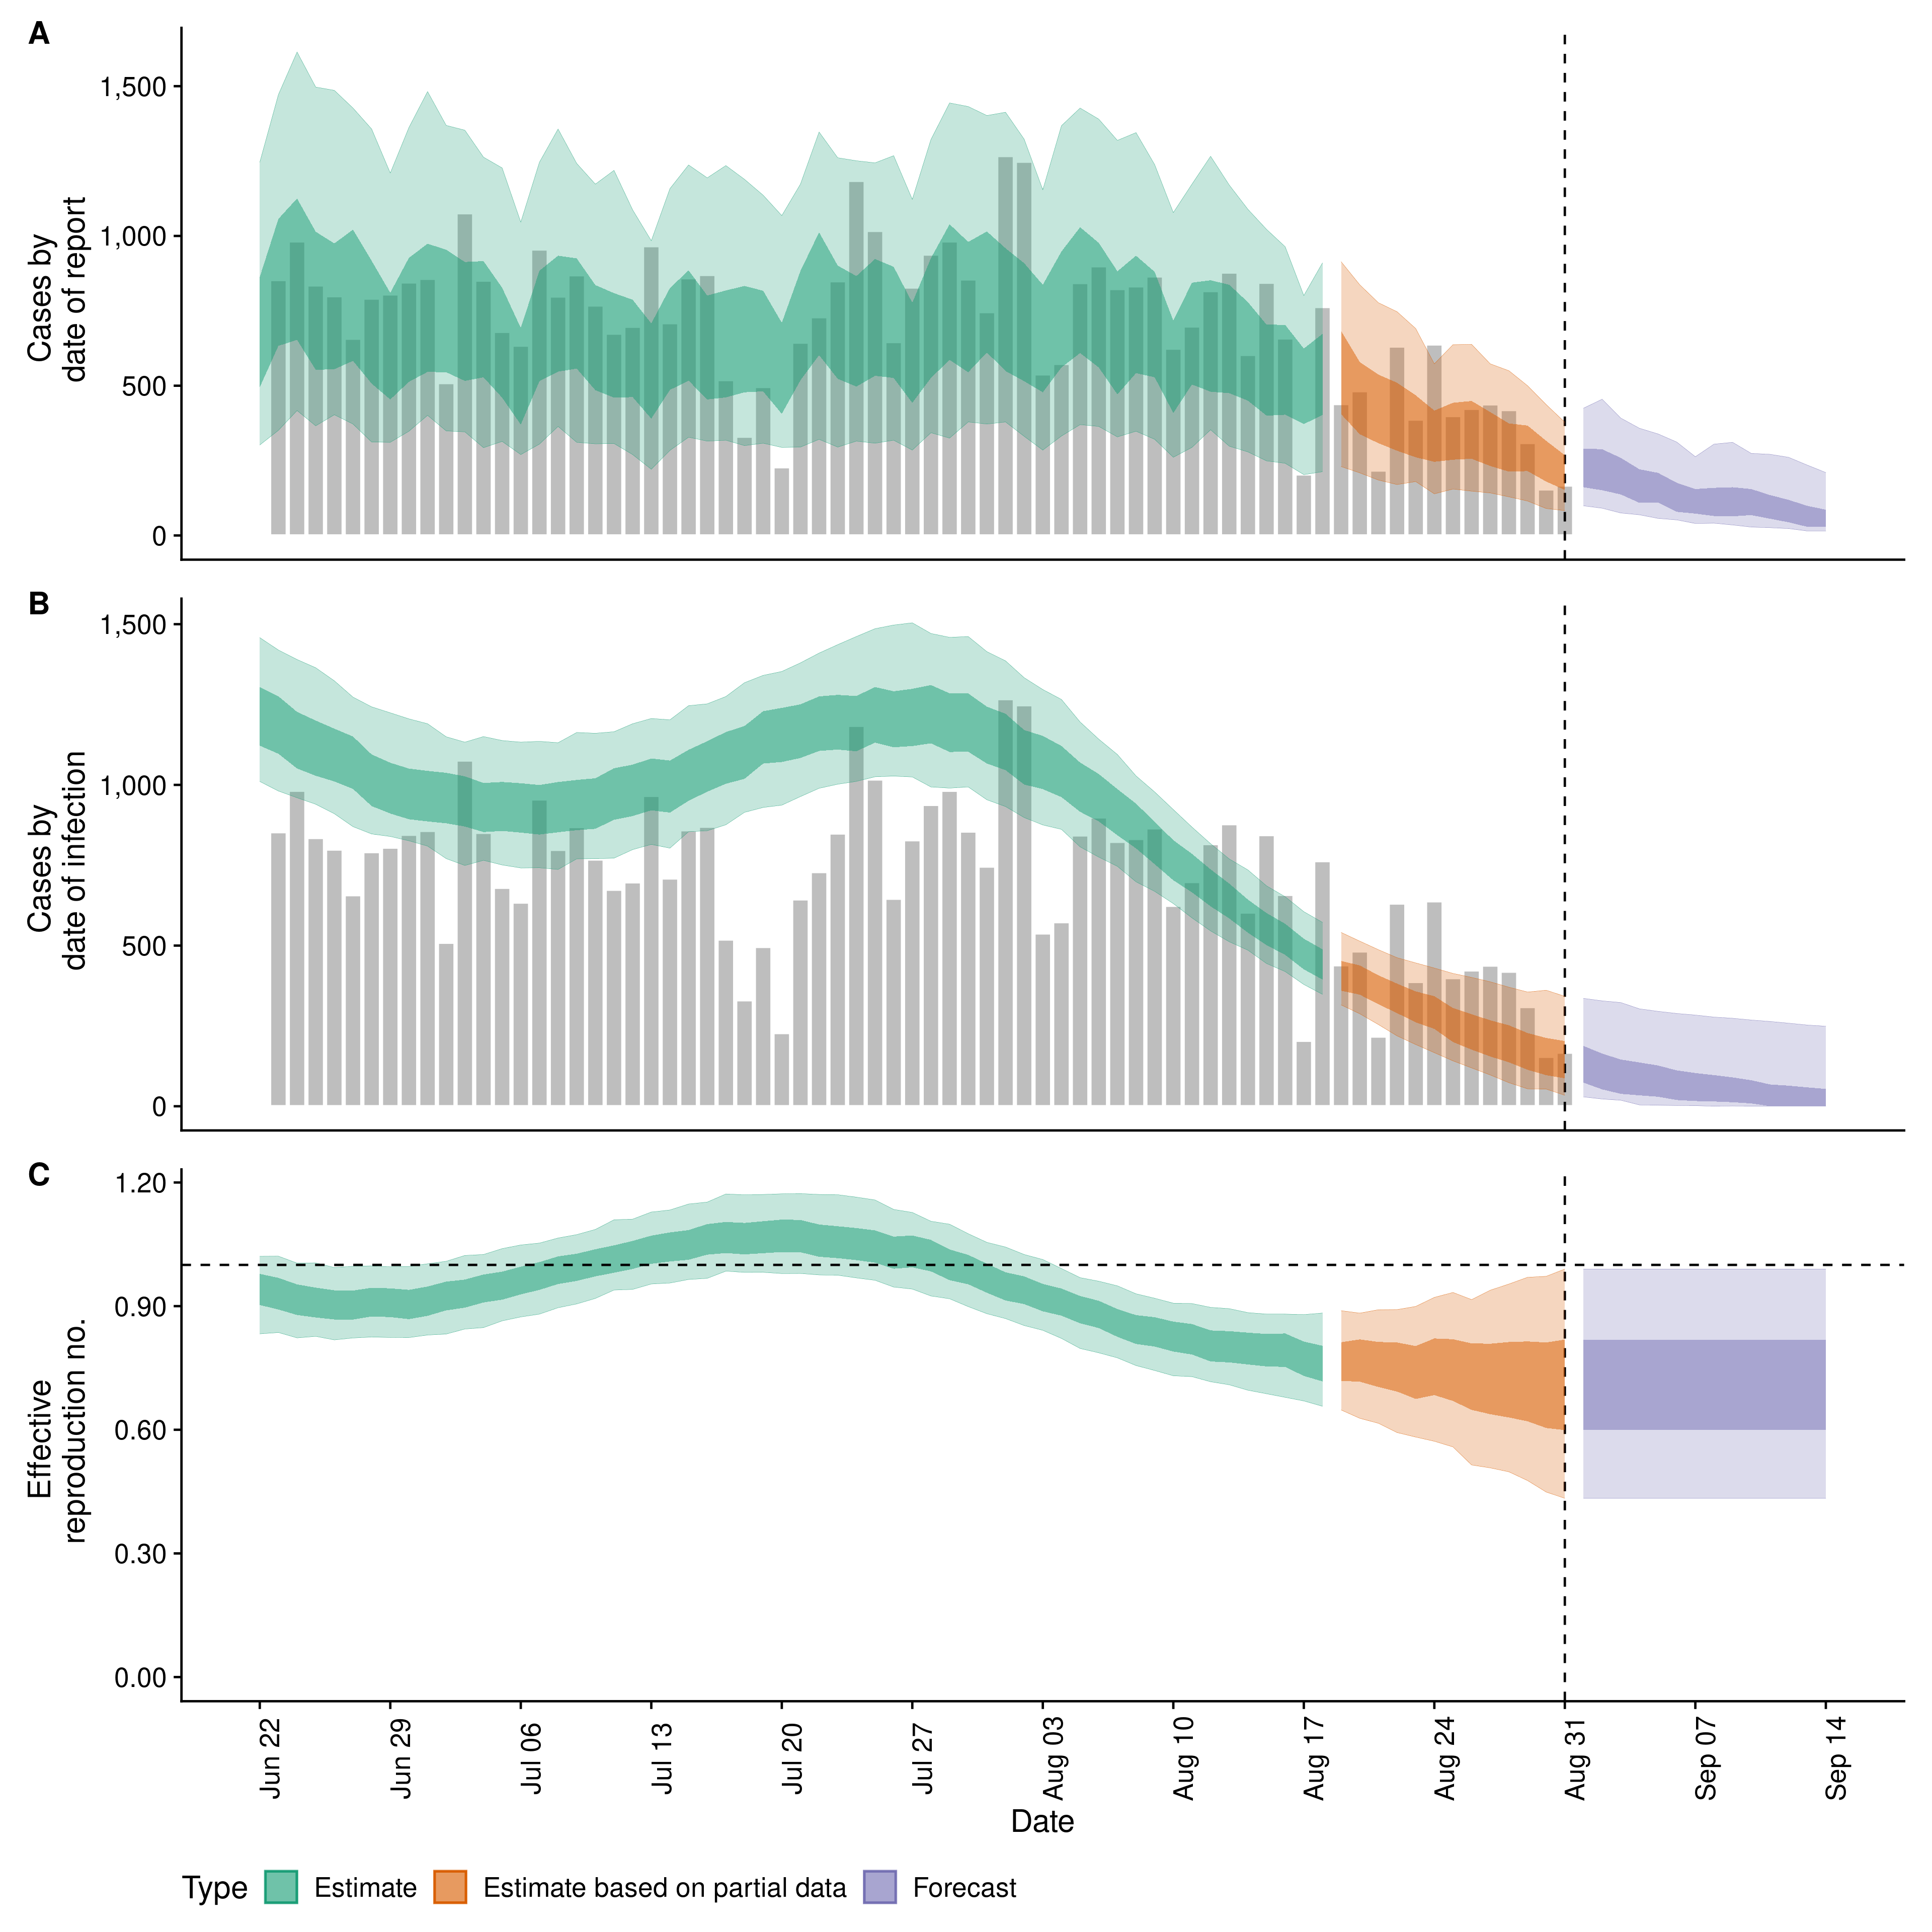 A
Cases by
date of report
1,500
1,000
500
0
B
Cases by
date of infection
1,500
1,000
500
0
C
Effective
reproduction no.
1.20
0.90
0.60
0.30
0.00
Jun 22
Jun 29
Jul 06
Jul 13
Jul 20
Jul 27
Aug 03
Aug 10
Aug 17
Aug 24
Aug 31
Sep 07
Sep 14
Date
Type Estimate Estimate based on partial data Forecast